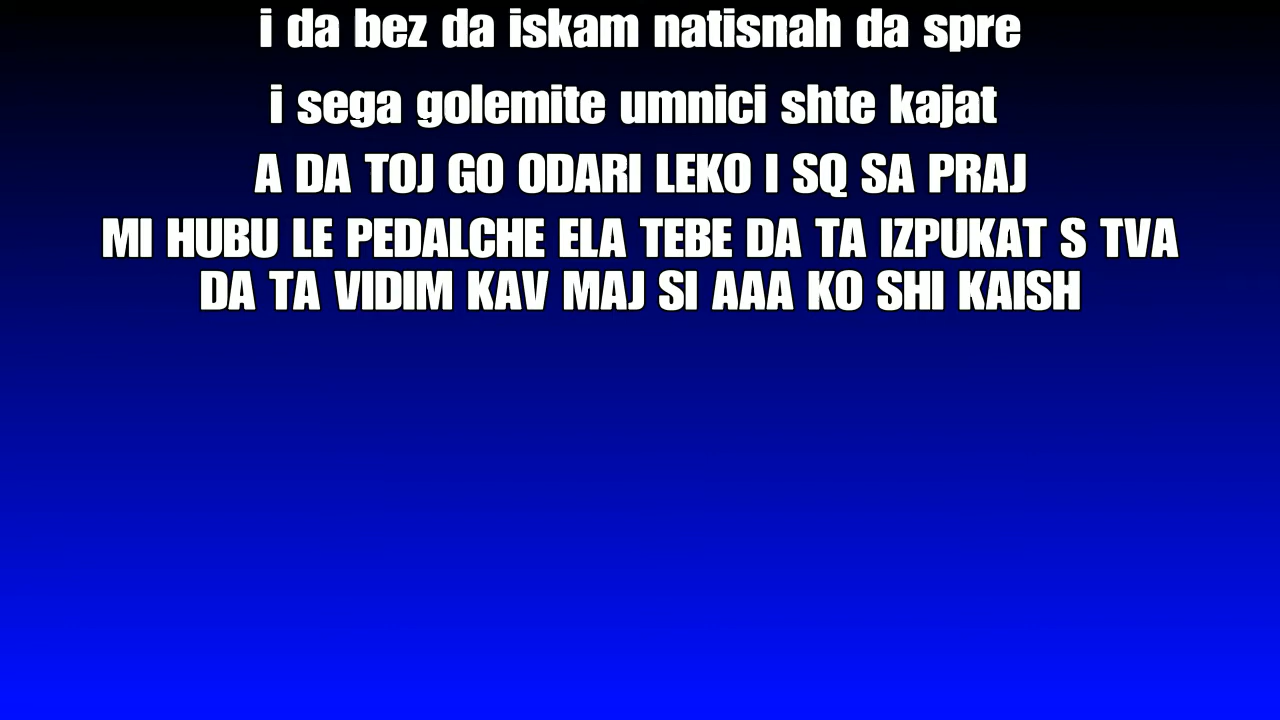 i da bez da iskam natisnah da spre
i sega golemite umnici shte kajat
A DA TOJ GO ODARI LEKO I SQ SA PRAJ
MI HUBU LE PEDALCHE ELA TEBE DA TA IZPUKAT S TVA
DA TA VIDIM KAV MAJ SI AAA KO SHI KAISH